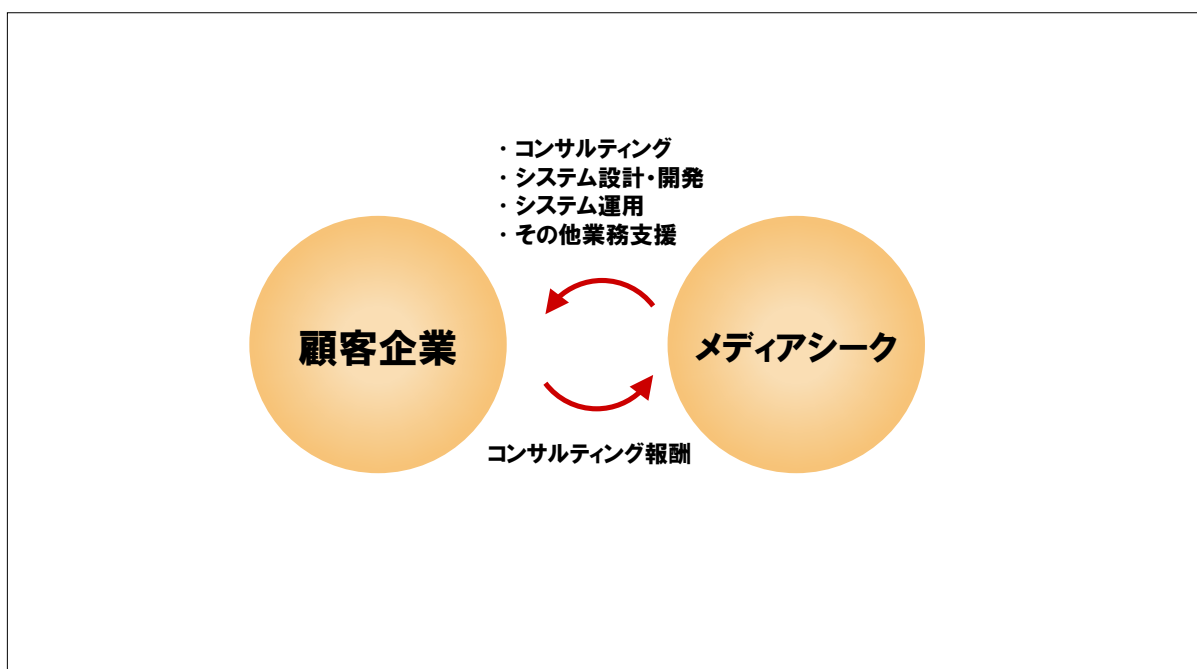 ・コンサルティング
・システム設計・開発
・システム運用
・その他業務支援
顧客企業
メディアシーク
コンサルティング報酬